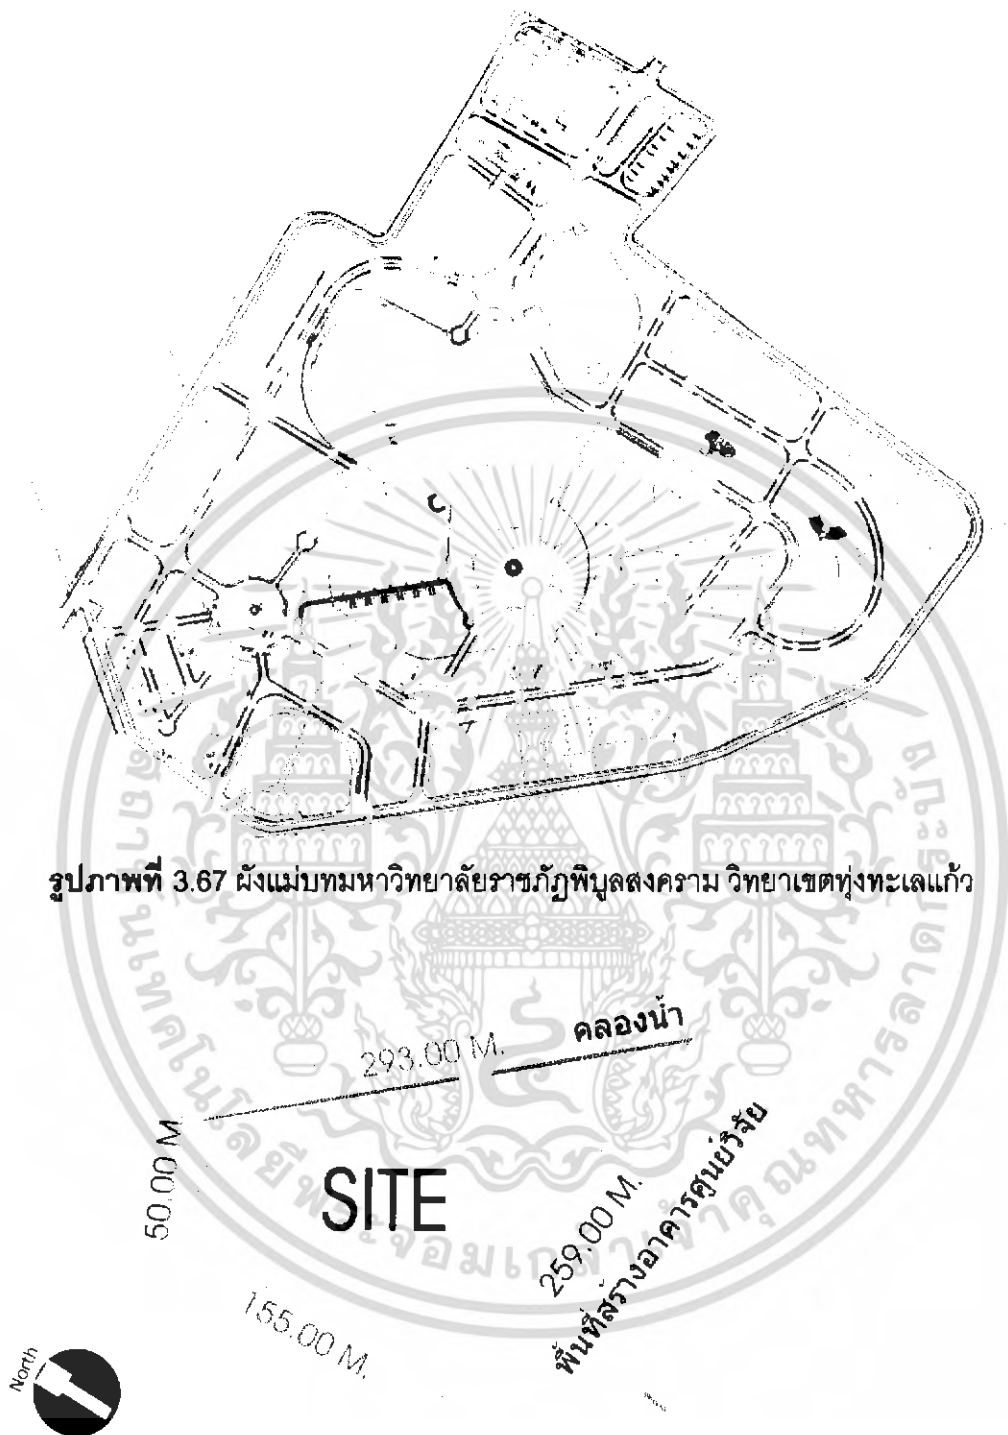 รูปภาพที่ 3.67 ผังแม่บทมหาวิทยาลัยราชภัฏพิบูลสงคราม วิทยาเขตทุ่งทะเลแก้ว
293.00 M.
คลองน้ำ
50.00 M
SITE
259.00 M.
พื้นที่สร้างอาคารศูนย์วิจัย
155.00 M.
North